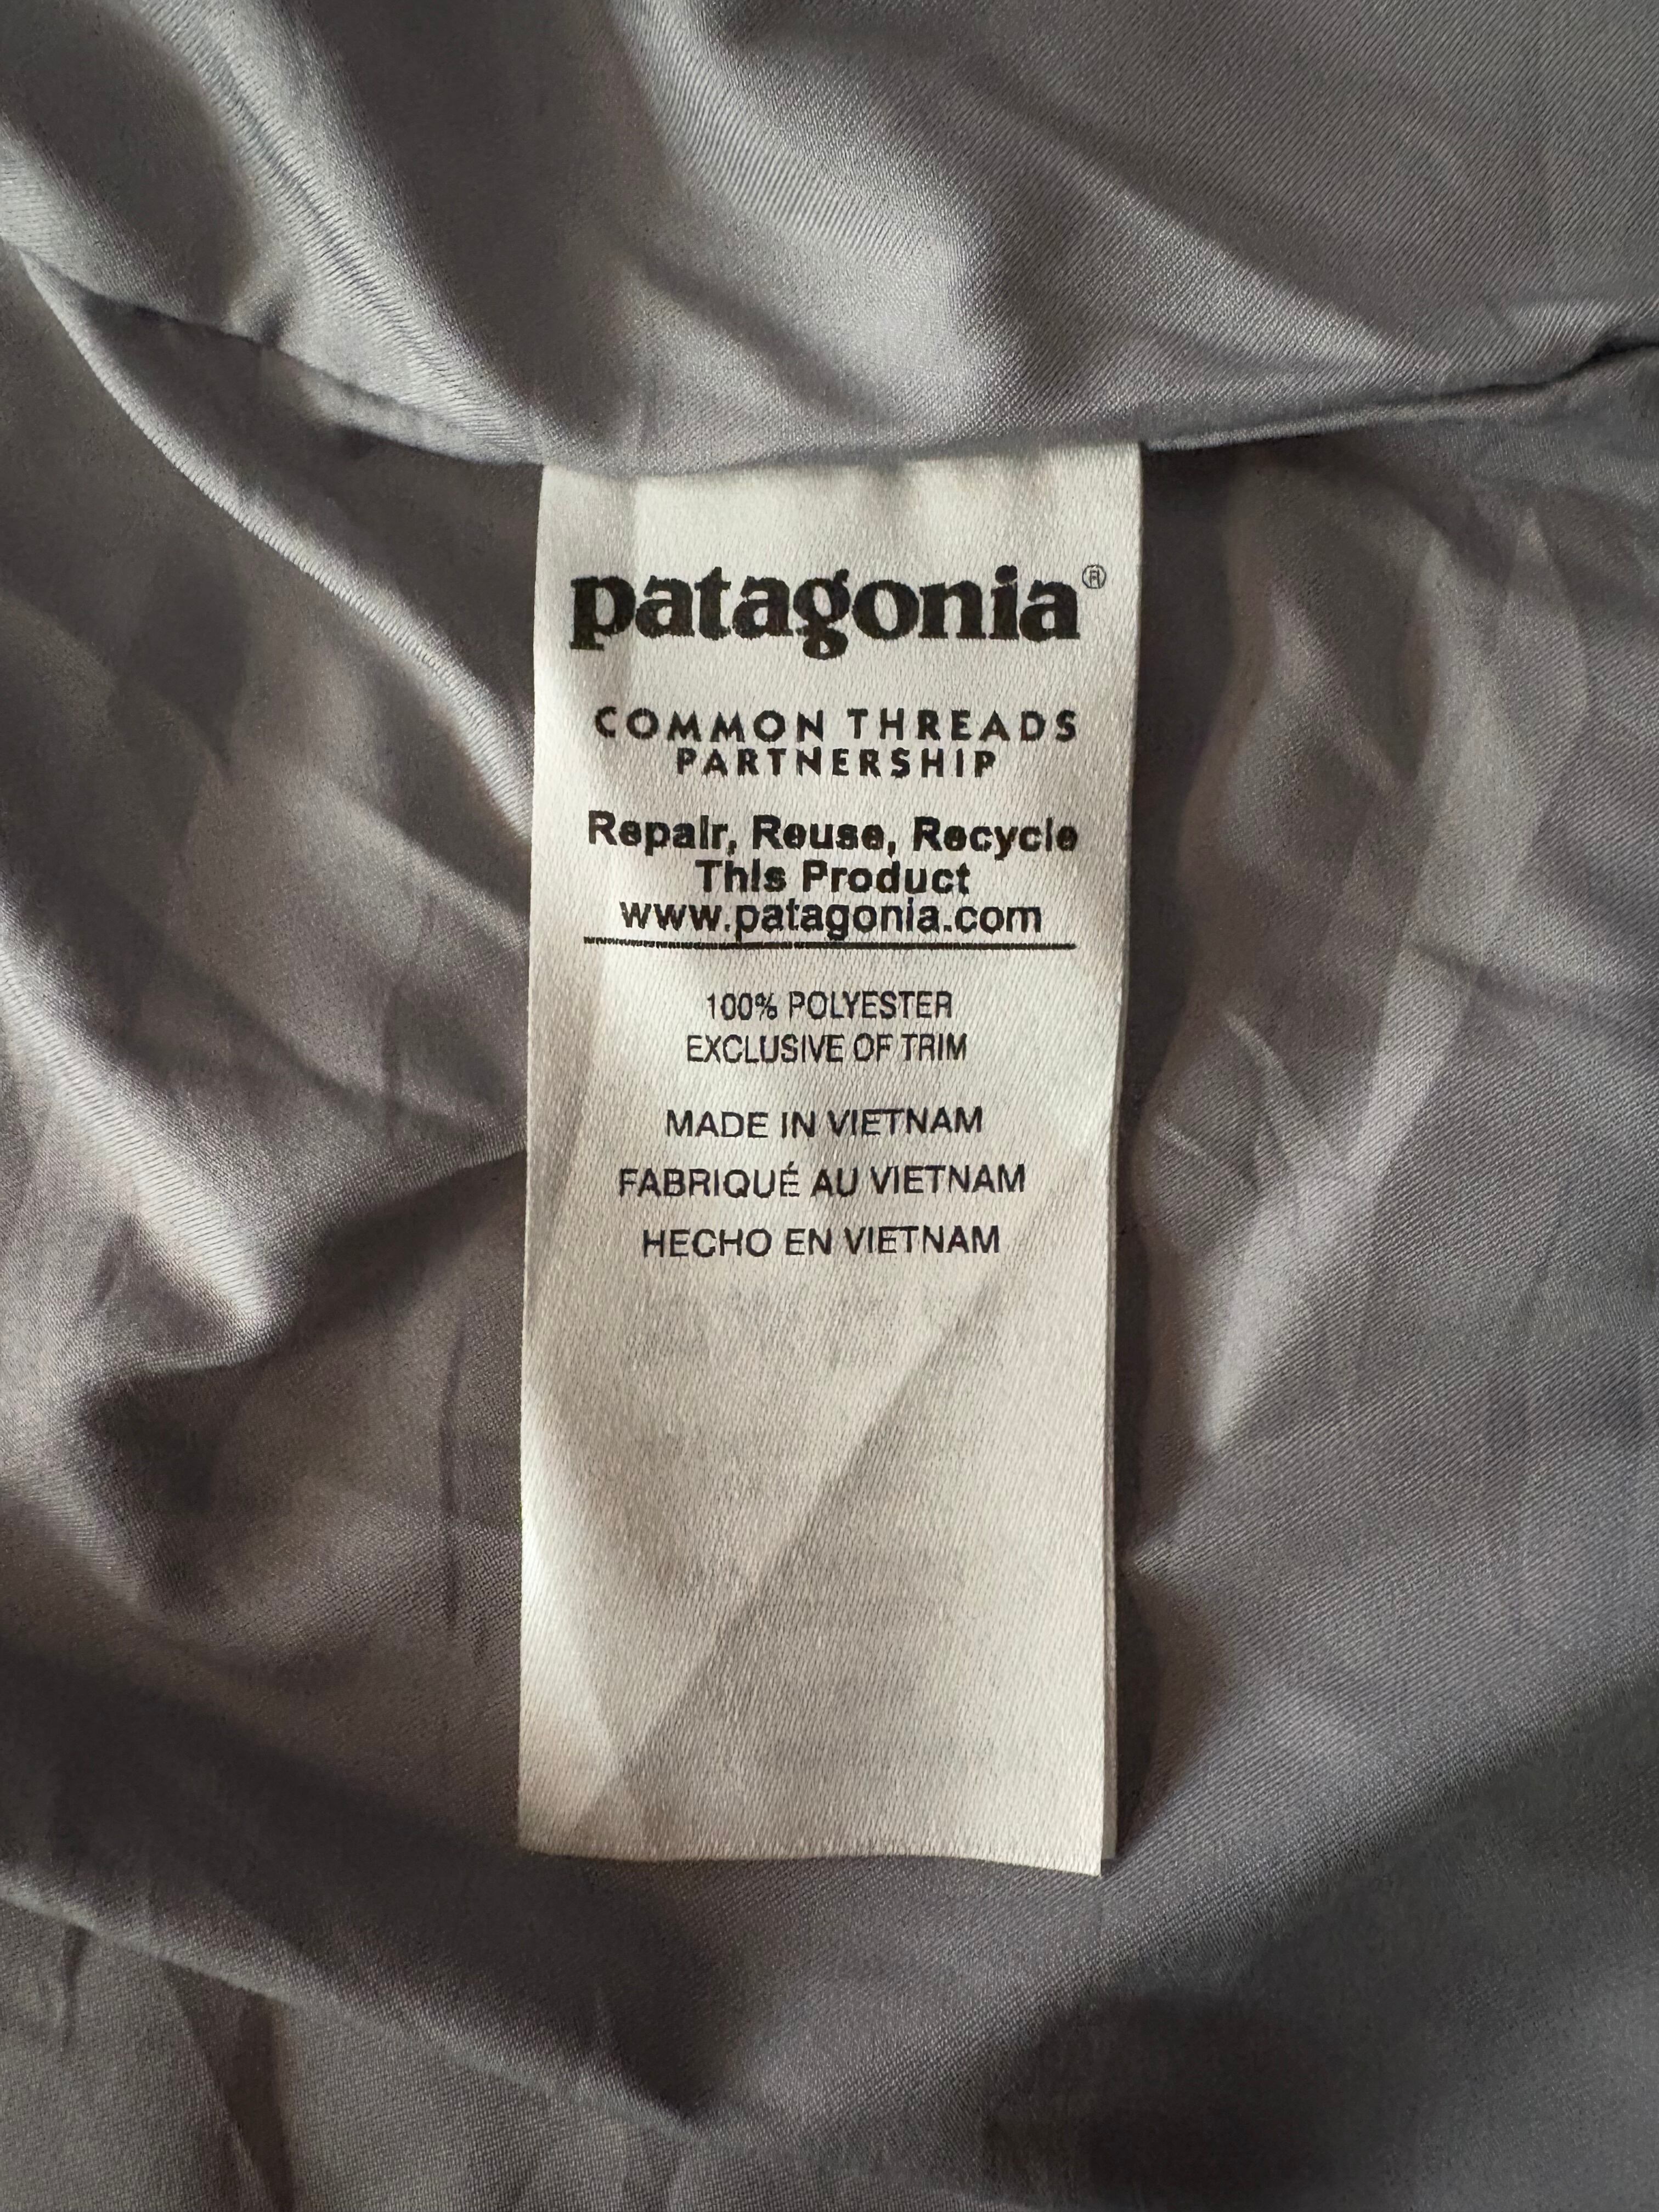 patagonia®
COMMON THREADS
PARTNERSHIP
Repair, Reuse, Recycle
This Product
www.patagonia.com
100% POLYESTER
EXCLUSIVE OF TRIM
MADE IN VIETNAM
FABRIQUÉ AU VIETNAM
HECHO EN VIETNAM